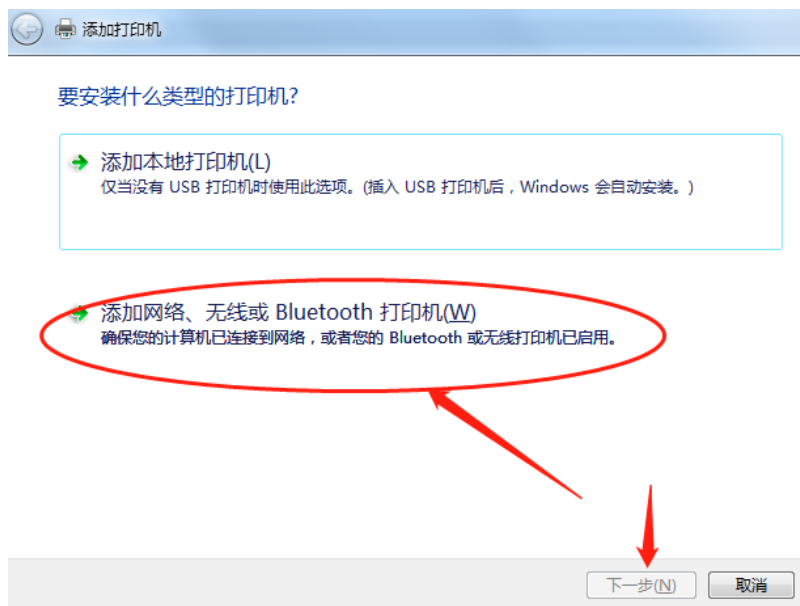 添加打印机
要安装什么类型的打印机?
添加本地打印机(L)
仅当没有 USB 打印机时使用此选项。(插入 USB 打印机后，Windows 会自动安装。)
添加网络、无线或 Bluetooth 打印机(W)
确保您的计算机已连接到网络，或者您的 Bluetooth 或无线打印机已启用。
下一步(N)
取消